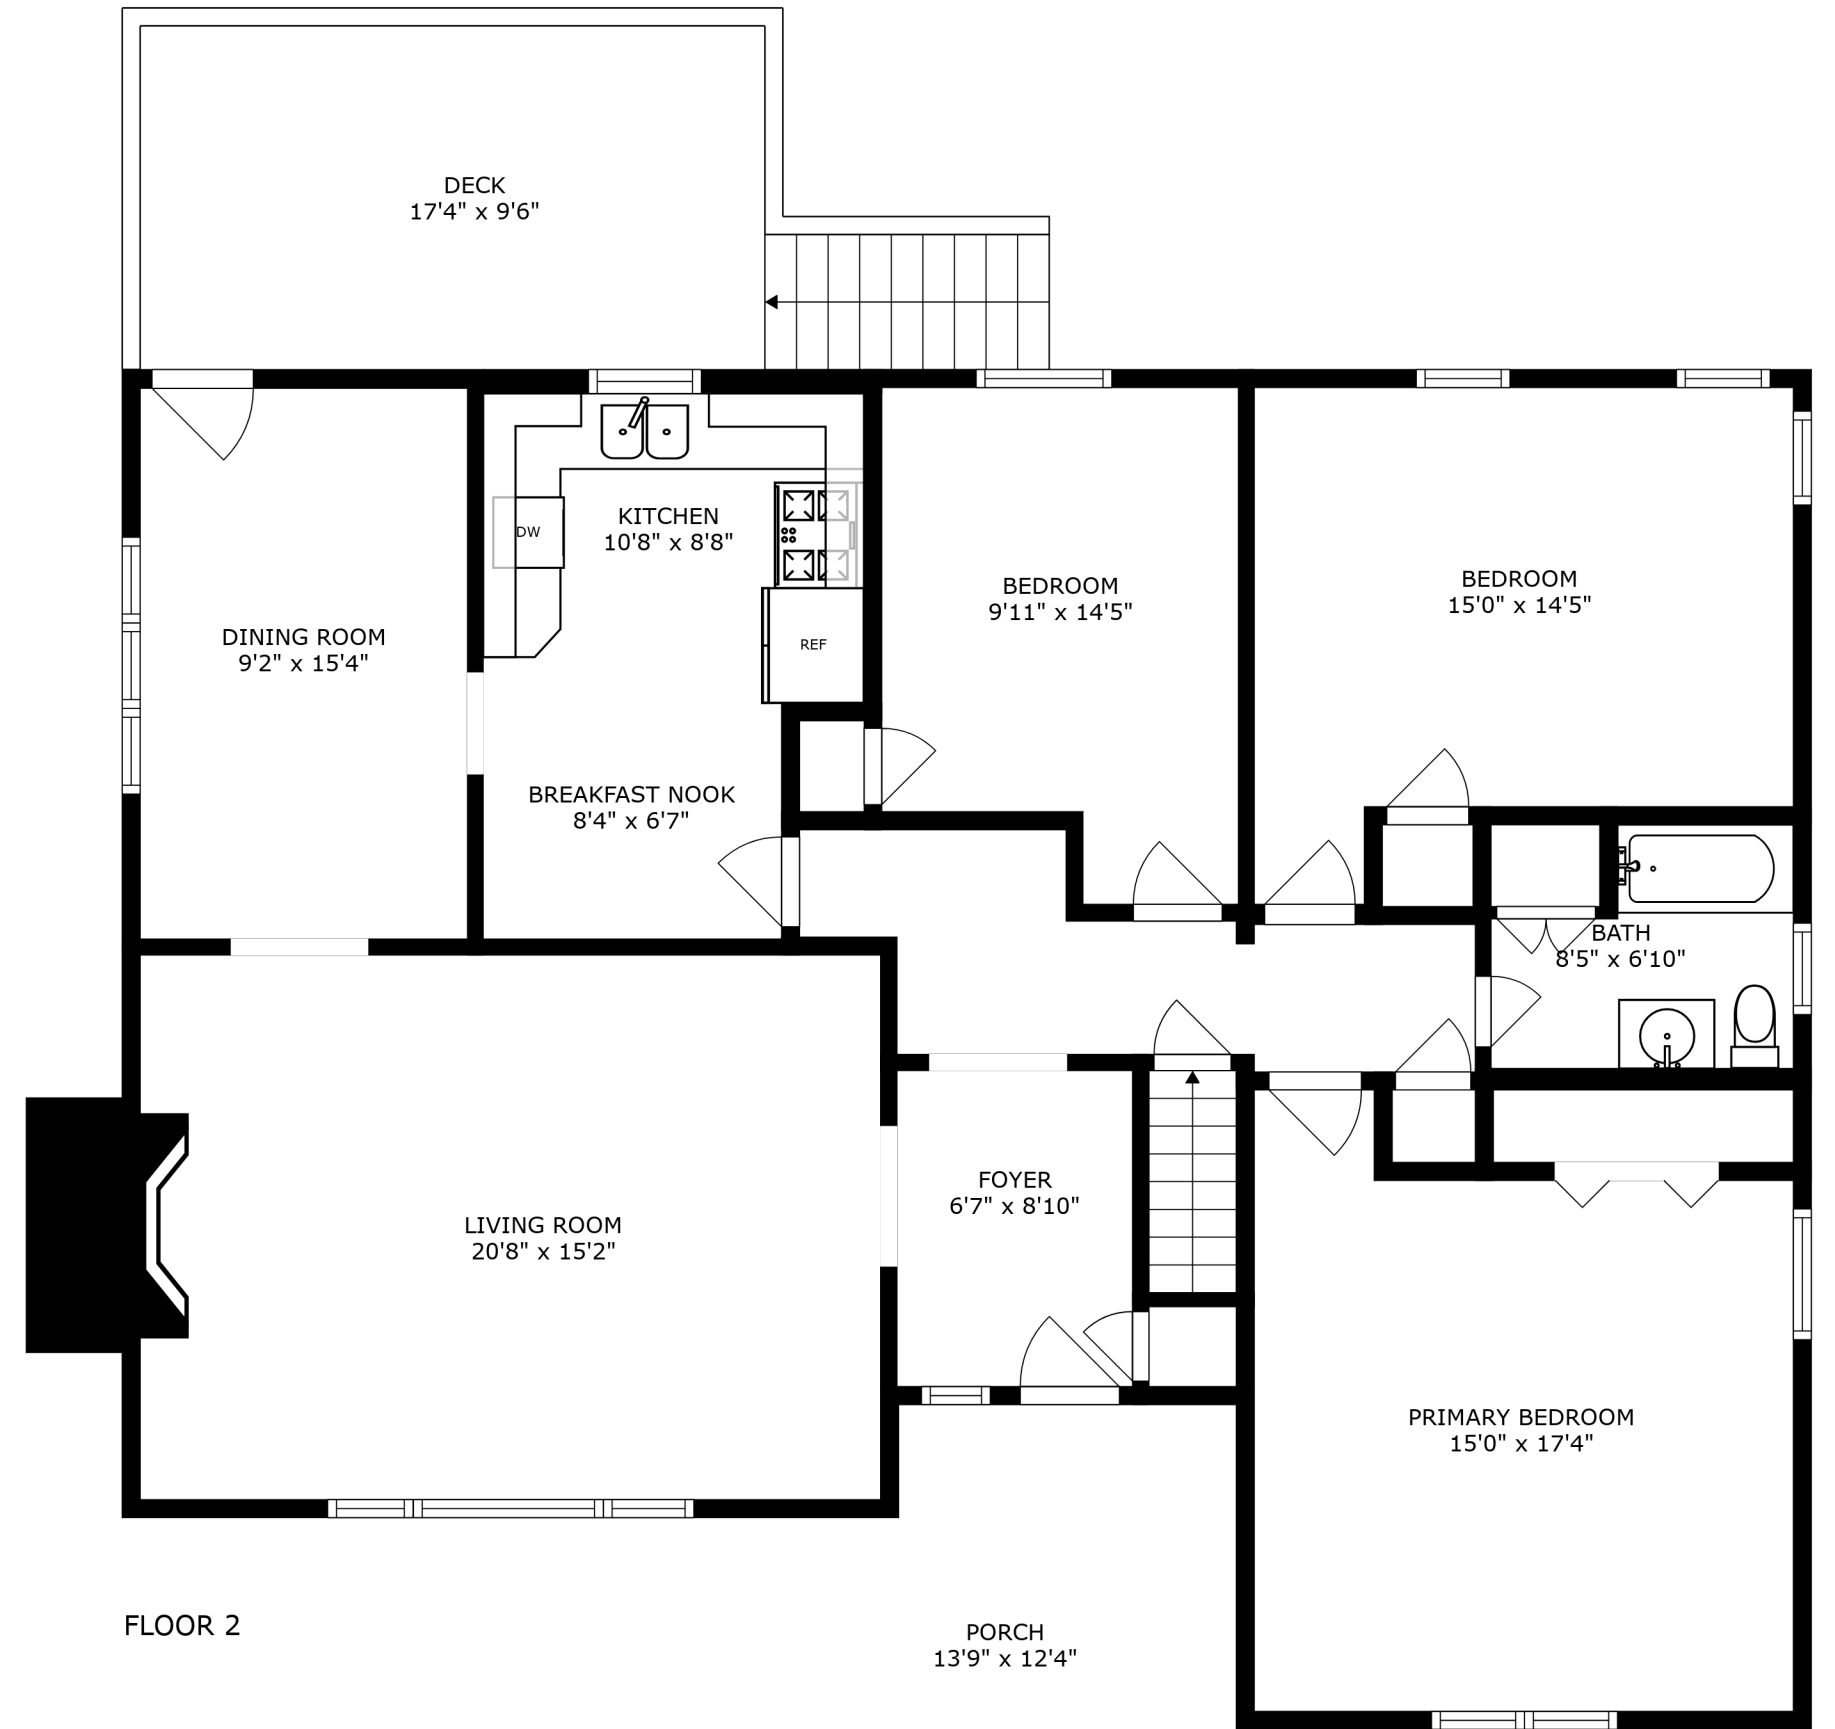 DECK
17'4" x 9'6"
KITCHEN
10'8" x 8'8"
DW
REF
BEDROOM
9'11" x 14'5"
BEDROOM
15'0" x 14'5"
DINING ROOM
9'2" x 15'4"
BREAKFAST NOOK
8'4" x 6'7"
BATH
8'5" x 6'10"
FOYER
6'7" x 8'10"
LIVING ROOM
20'8" x 15'2"
PRIMARY BEDROOM
15'0" x 17'4"
FLOOR 2
PORCH
13'9" x 12'4"